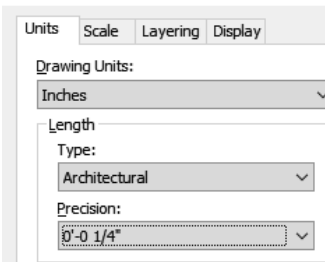 Units Scale Layering Display
Drawing Units:
Inches
Length
Type:
Architectural
Precision:
0'-0 1/4"